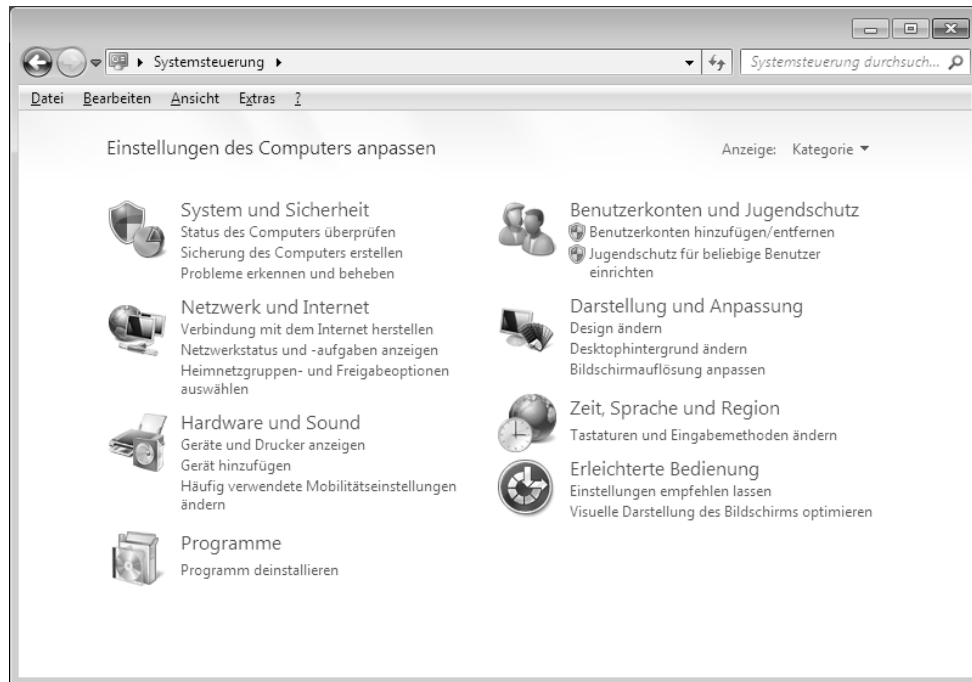 Systemsteuerung
Systemsteuerung durchsuch...
Datei Bearbeiten Ansicht Extras ?
Einstellungen des Computers anpassen
Anzeige: Kategorie
System und Sicherheit
Status des Computers überprüfen
Sicherung des Computers erstellen
Probleme erkennen und beheben
Netzwerk und Internet
Verbindung mit dem Internet herstellen
Netzwerkstatus und -aufgaben anzeigen
Heimnetzgruppen- und Freigabeoptionen
auswählen
Hardware und Sound
Geräte und Drucker anzeigen
Gerät hinzufügen
Häufig verwendete Mobilitätseinstellungen
ändern
Programme
Programm deinstallieren
Benutzerkonten und Jugendschutz
Benutzerkonten hinzufügen/entfernen
Jugendschutz für beliebige Benutzer
einrichten
Darstellung und Anpassung
Design ändern
Desktophintergrund ändern
Bildschirmauflösung anpassen
Zeit, Sprache und Region
Tastaturen und Eingabemethoden ändern
Erleichterte Bedienung
Einstellungen empfehlen lassen
Visuelle Darstellung des Bildschirms optimieren